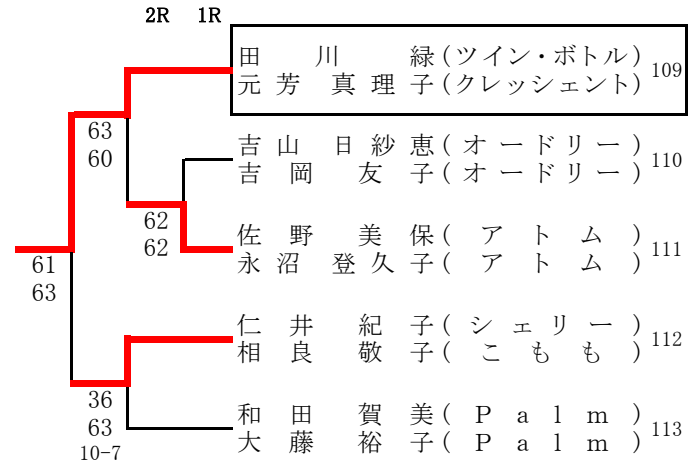 2R 1R
田川 緑(ツイン・ボトル)
元芳 真理子(クレッシェント) 109
63
60
吉山 日紗恵(オードリー)
吉岡 友子(オードリー) 110
62
62
佐野 美保(アトム)
永沼 登久子(アトム) 111
61
63
仁井 紀子(シェリー)
相良 敬子(こもも) 112
36
63
10-7
和田 賀美(Palm)
大藤 裕子(Palm) 113